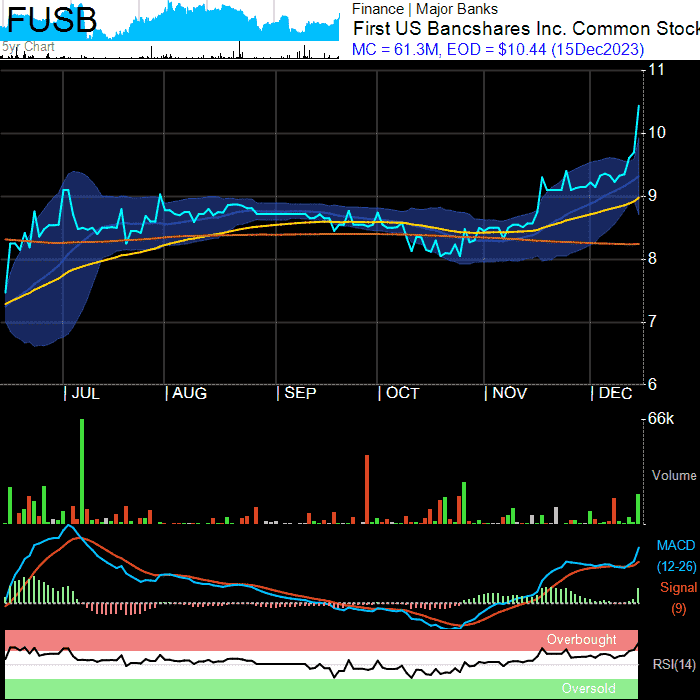 FUSB
5yr Chart
Finance | Major Banks
First US Bancshares Inc. Common Stock
MC = 61.3M, EOD = $10.44 (15Dec2023)
11
10
9
8
7
6
| JUL | AUG | SEP | OCT | NOV | DEC
66k
Volume
MACD
(12-26)
Signal
(9)
Overbought
RSI(14)
Oversold